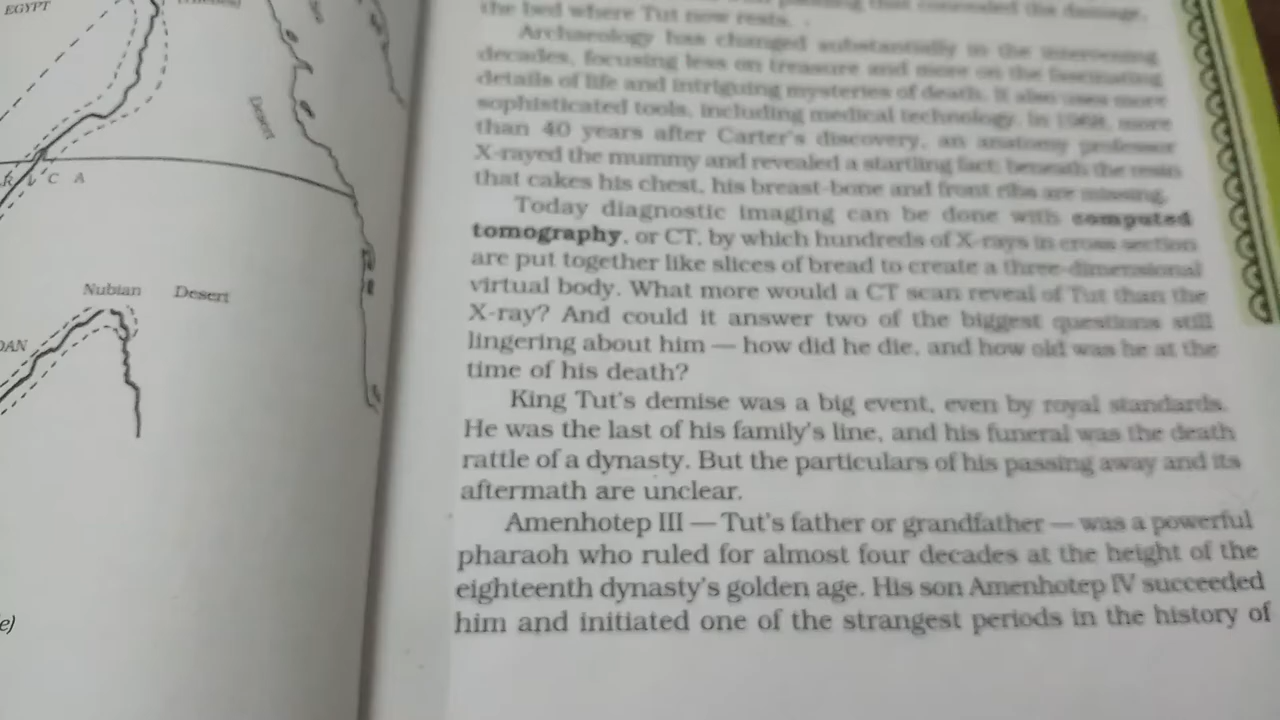 EGYPT
Desert
R I C A
Nubian Desert
DAN
e)
the bed where Tut now rests.
Archaeology has changed substantially in the intervening
decades, focusing less on treasure and more on the fascinating
details of life and intriguing mysteries of death. It also uses more
sophisticated tools, including medical technology. In 1968, more
than 40 years after Carter's discovery, an anatomy professor
X-rayed the mummy and revealed a startling fact: beneath the resin
that cakes his chest, his breast-bone and front ribs are missing.
Today diagnostic imaging can be done with computed
tomography, or CT, by which hundreds of X-rays in cross section
are put together like slices of bread to create a three-dimensional
virtual body. What more would a CT scan reveal of Tut than the
X-ray? And could it answer two of the biggest questions still
lingering about him — how did he die, and how old was he at the
time of his death?
King Tut's demise was a big event, even by royal standards.
He was the last of his family's line, and his funeral was the death
rattle of a dynasty. But the particulars of his passing away and its
aftermath are unclear.
Amenhotep III — Tut's father or grandfather — was a powerful
pharaoh who ruled for almost four decades at the height of the
eighteenth dynasty's golden age. His son Amenhotep IV succeeded
him and initiated one of the strangest periods in the history of